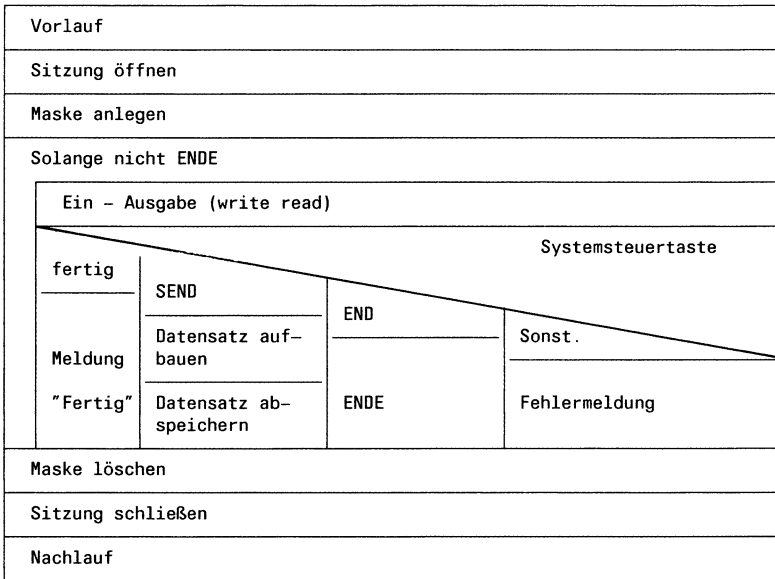 Vorlauf
Sitzung öffnen
Maske anlegen
Solange nicht ENDE
Ein – Ausgabe (write read)
Systemsteuertaste
fertig
Meldung
"Fertig"
SEND
Datensatz auf–
bauen
Datensatz ab–
speichern
END
ENDE
Sonst.
Fehlermeldung
Maske löschen
Sitzung schließen
Nachlauf